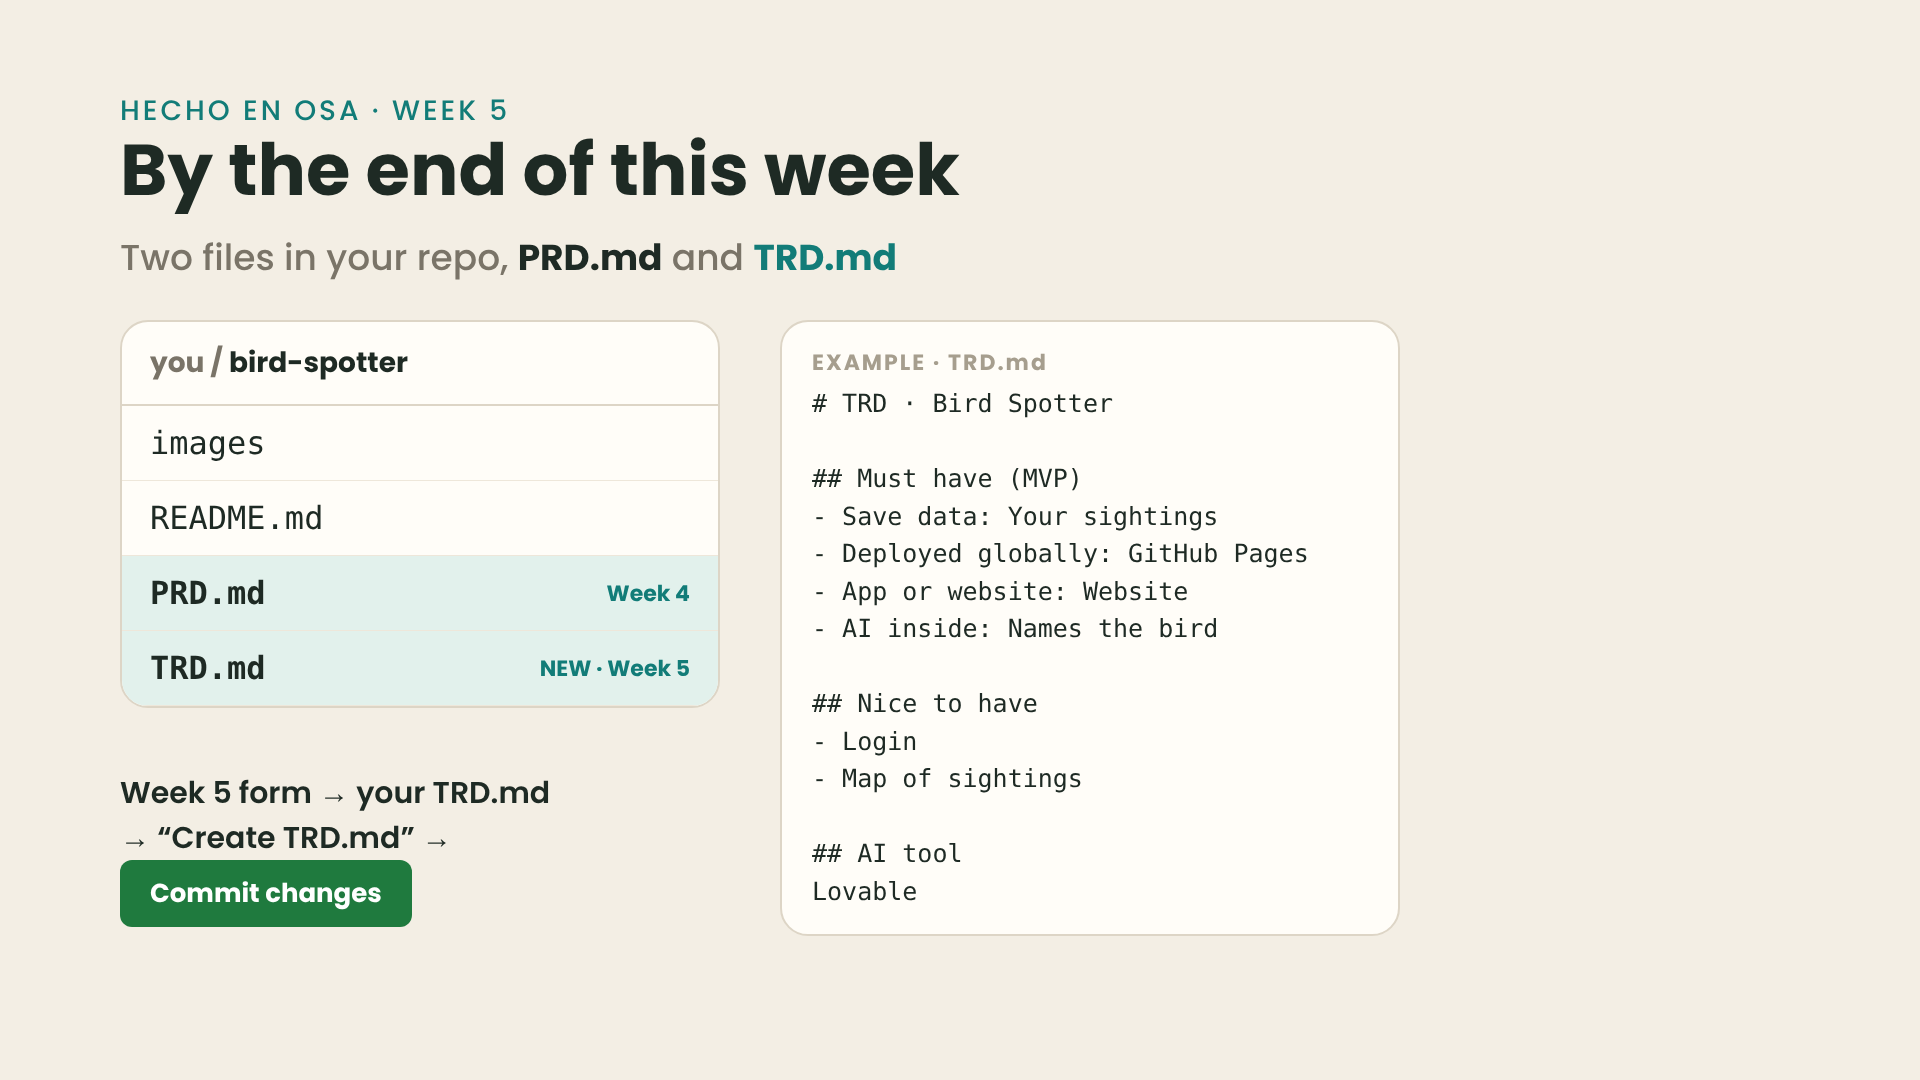 HECHO EN OSA · WEEK 5
By the end of this week
Two files in your repo, PRD.md and TRD.md
you / bird-spotter
images
README.md
PRD.md Week 4
TRD.md NEW · Week 5
Week 5 form → your TRD.md
→ “Create TRD.md” →
Commit changes
EXAMPLE · TRD.md
# TRD · Bird Spotter
## Must have (MVP)
- Save data: Your sightings
- Deployed globally: GitHub Pages
- App or website: Website
- AI inside: Names the bird
## Nice to have
- Login
- Map of sightings
## AI tool
Lovable